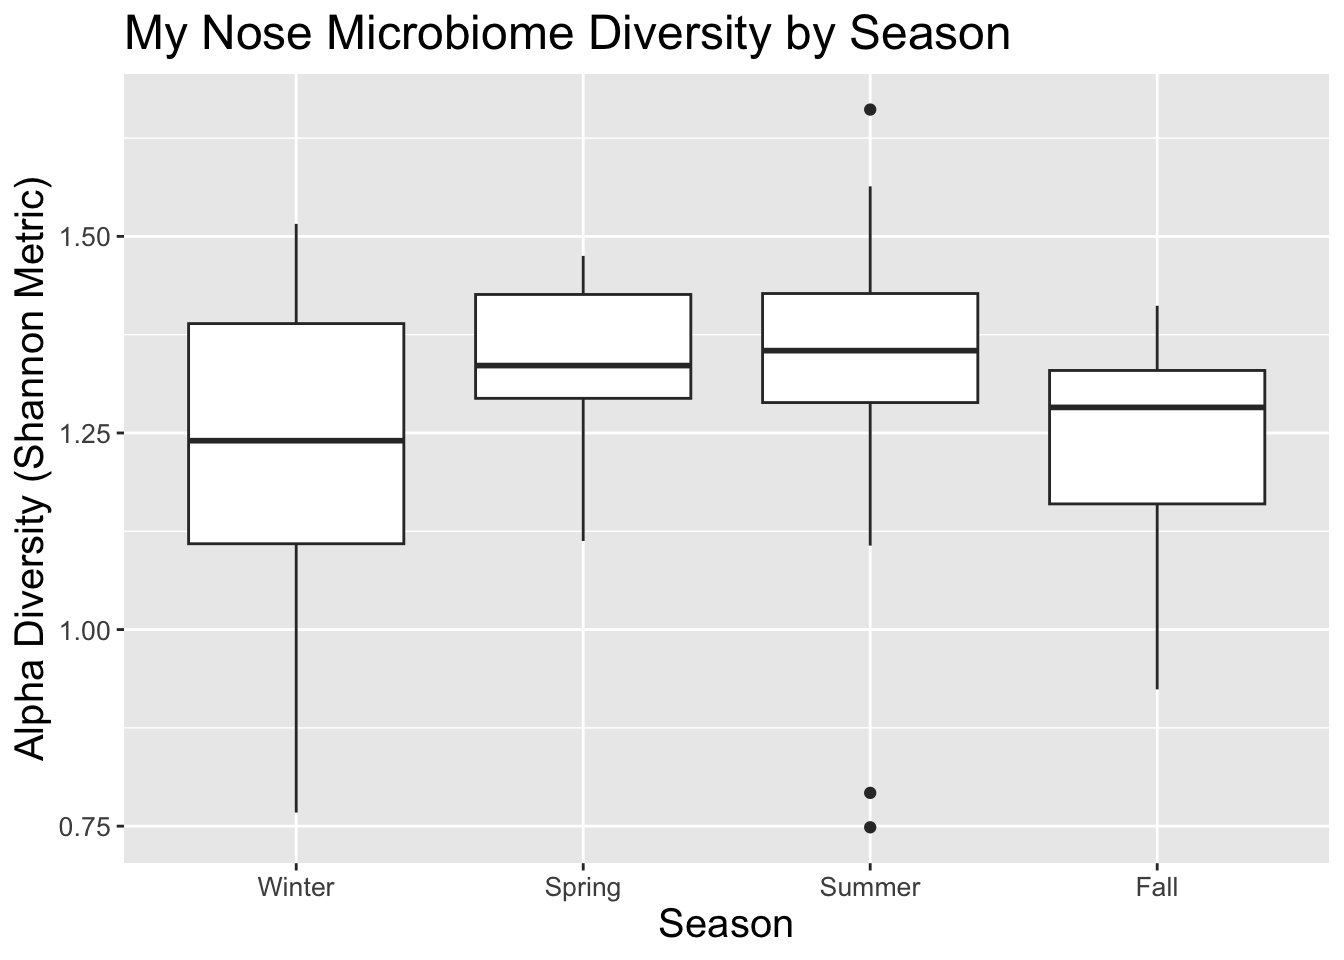 My Nose Microbiome Diversity by Season
Alpha Diversity (Shannon Metric)
1.50
1.25
1.00
0.75
Winter Spring Summer Fall
Season